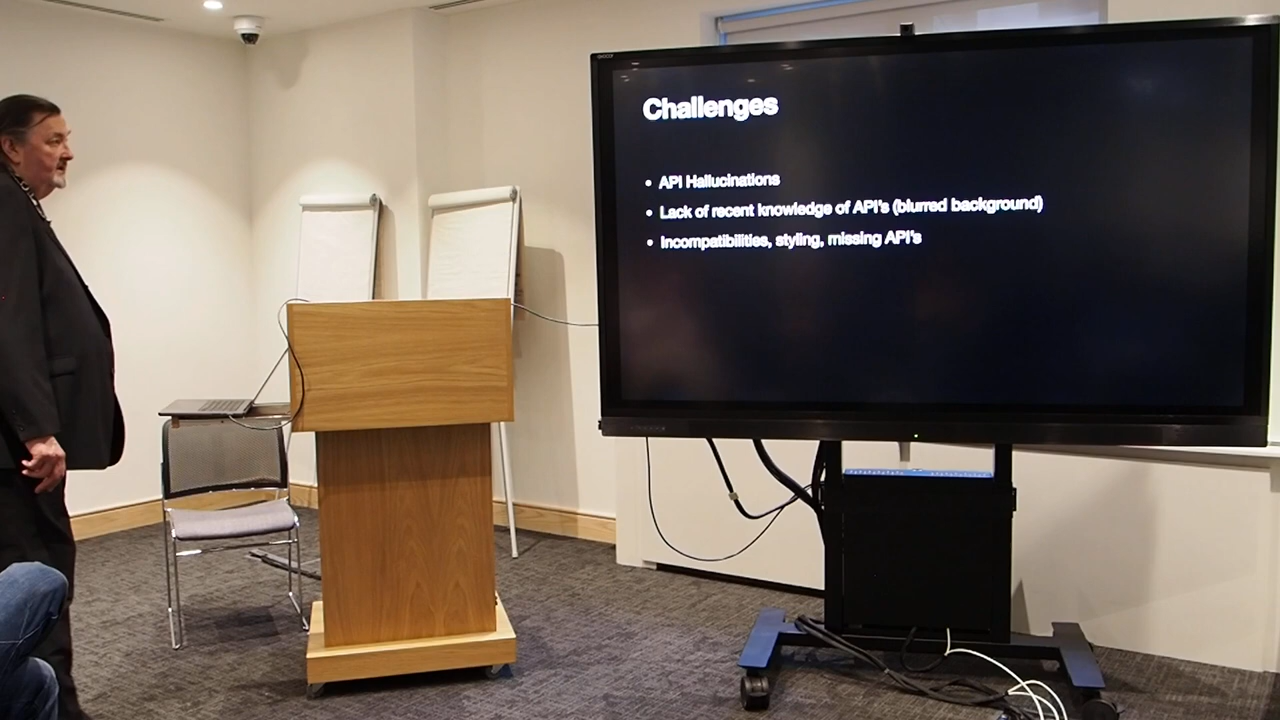 Challenges
• API Hallucinations
• Lack of recent knowledge of API's (blurred background)
• Incompatibilities, styling, missing API's